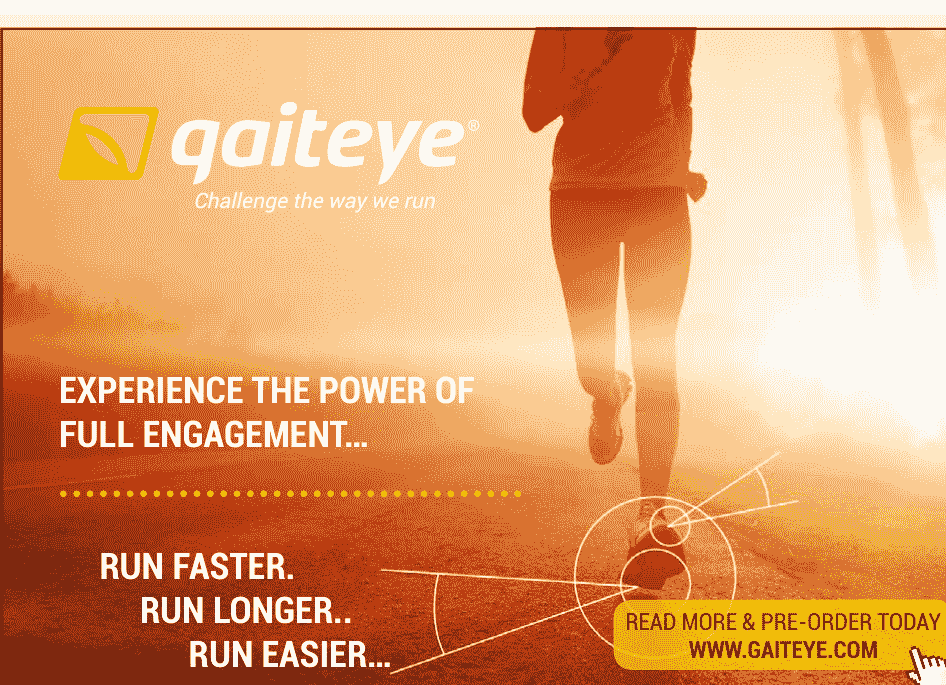 gaiteye®
Challenge the way we run
EXPERIENCE THE POWER OF
FULL ENGAGEMENT...
RUN FASTER.
RUN LONGER..
RUN EASIER...
READ MORE & PRE-ORDER TODAY
WWW.GAITEYE.COM